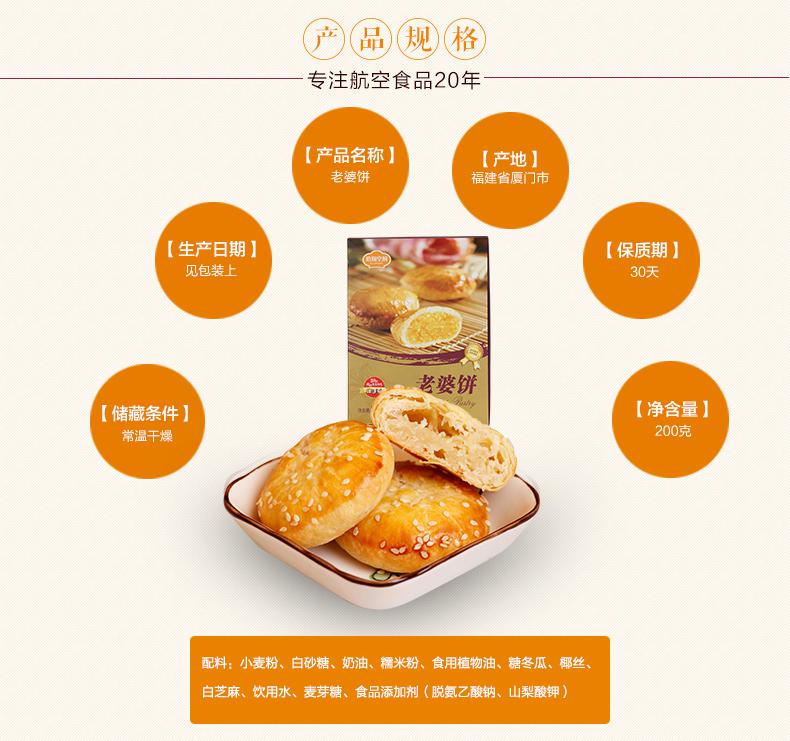 产品规格
专注航空食品20年
【产品名称】
老婆饼
【产地】
福建省厦门市
【生产日期】
见包装上
【保质期】
30天
【储藏条件】
常温干燥
【净含量】
200克
老婆饼
Pastry
配料：小麦粉、白砂糖、奶油、糯米粉、食用植物油、糖冬瓜、椰丝、
白芝麻、饮用水、麦芽糖、食品添加剂（脱氨乙酸钠、山梨酸钾）